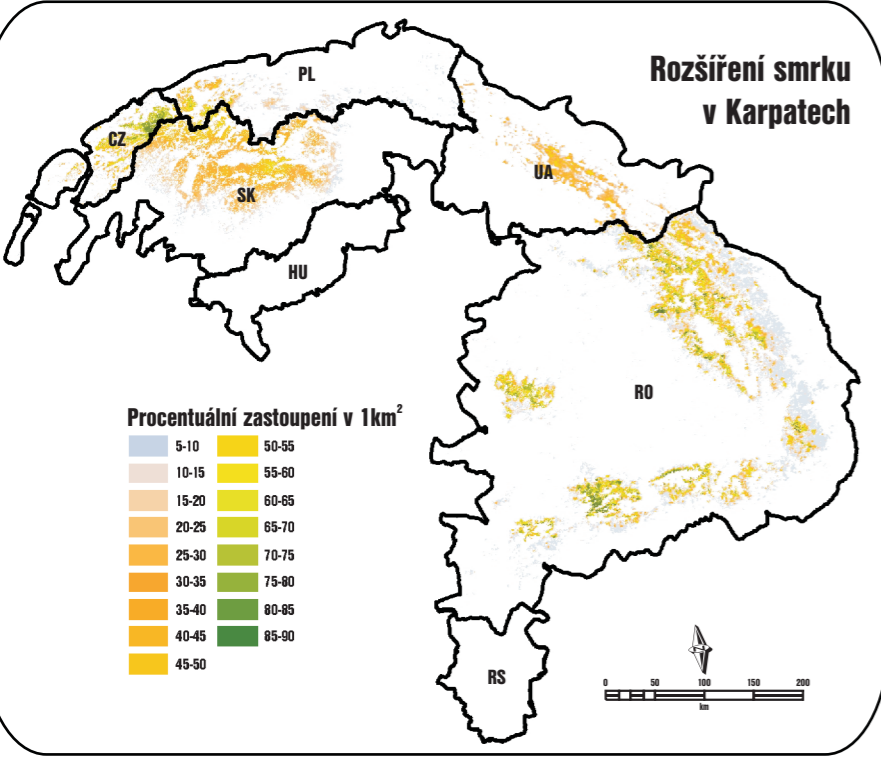 Rozšíření smrku
v Karpatech
PL
CZ
SK
UA
HU
RO
RS
Procentuální zastoupení v 1km²
5-10
10-15
15-20
20-25
25-30
30-35
35-40
40-45
45-50
50-55
55-60
60-65
65-70
70-75
75-80
80-85
85-90
0 50 100 150 200
km